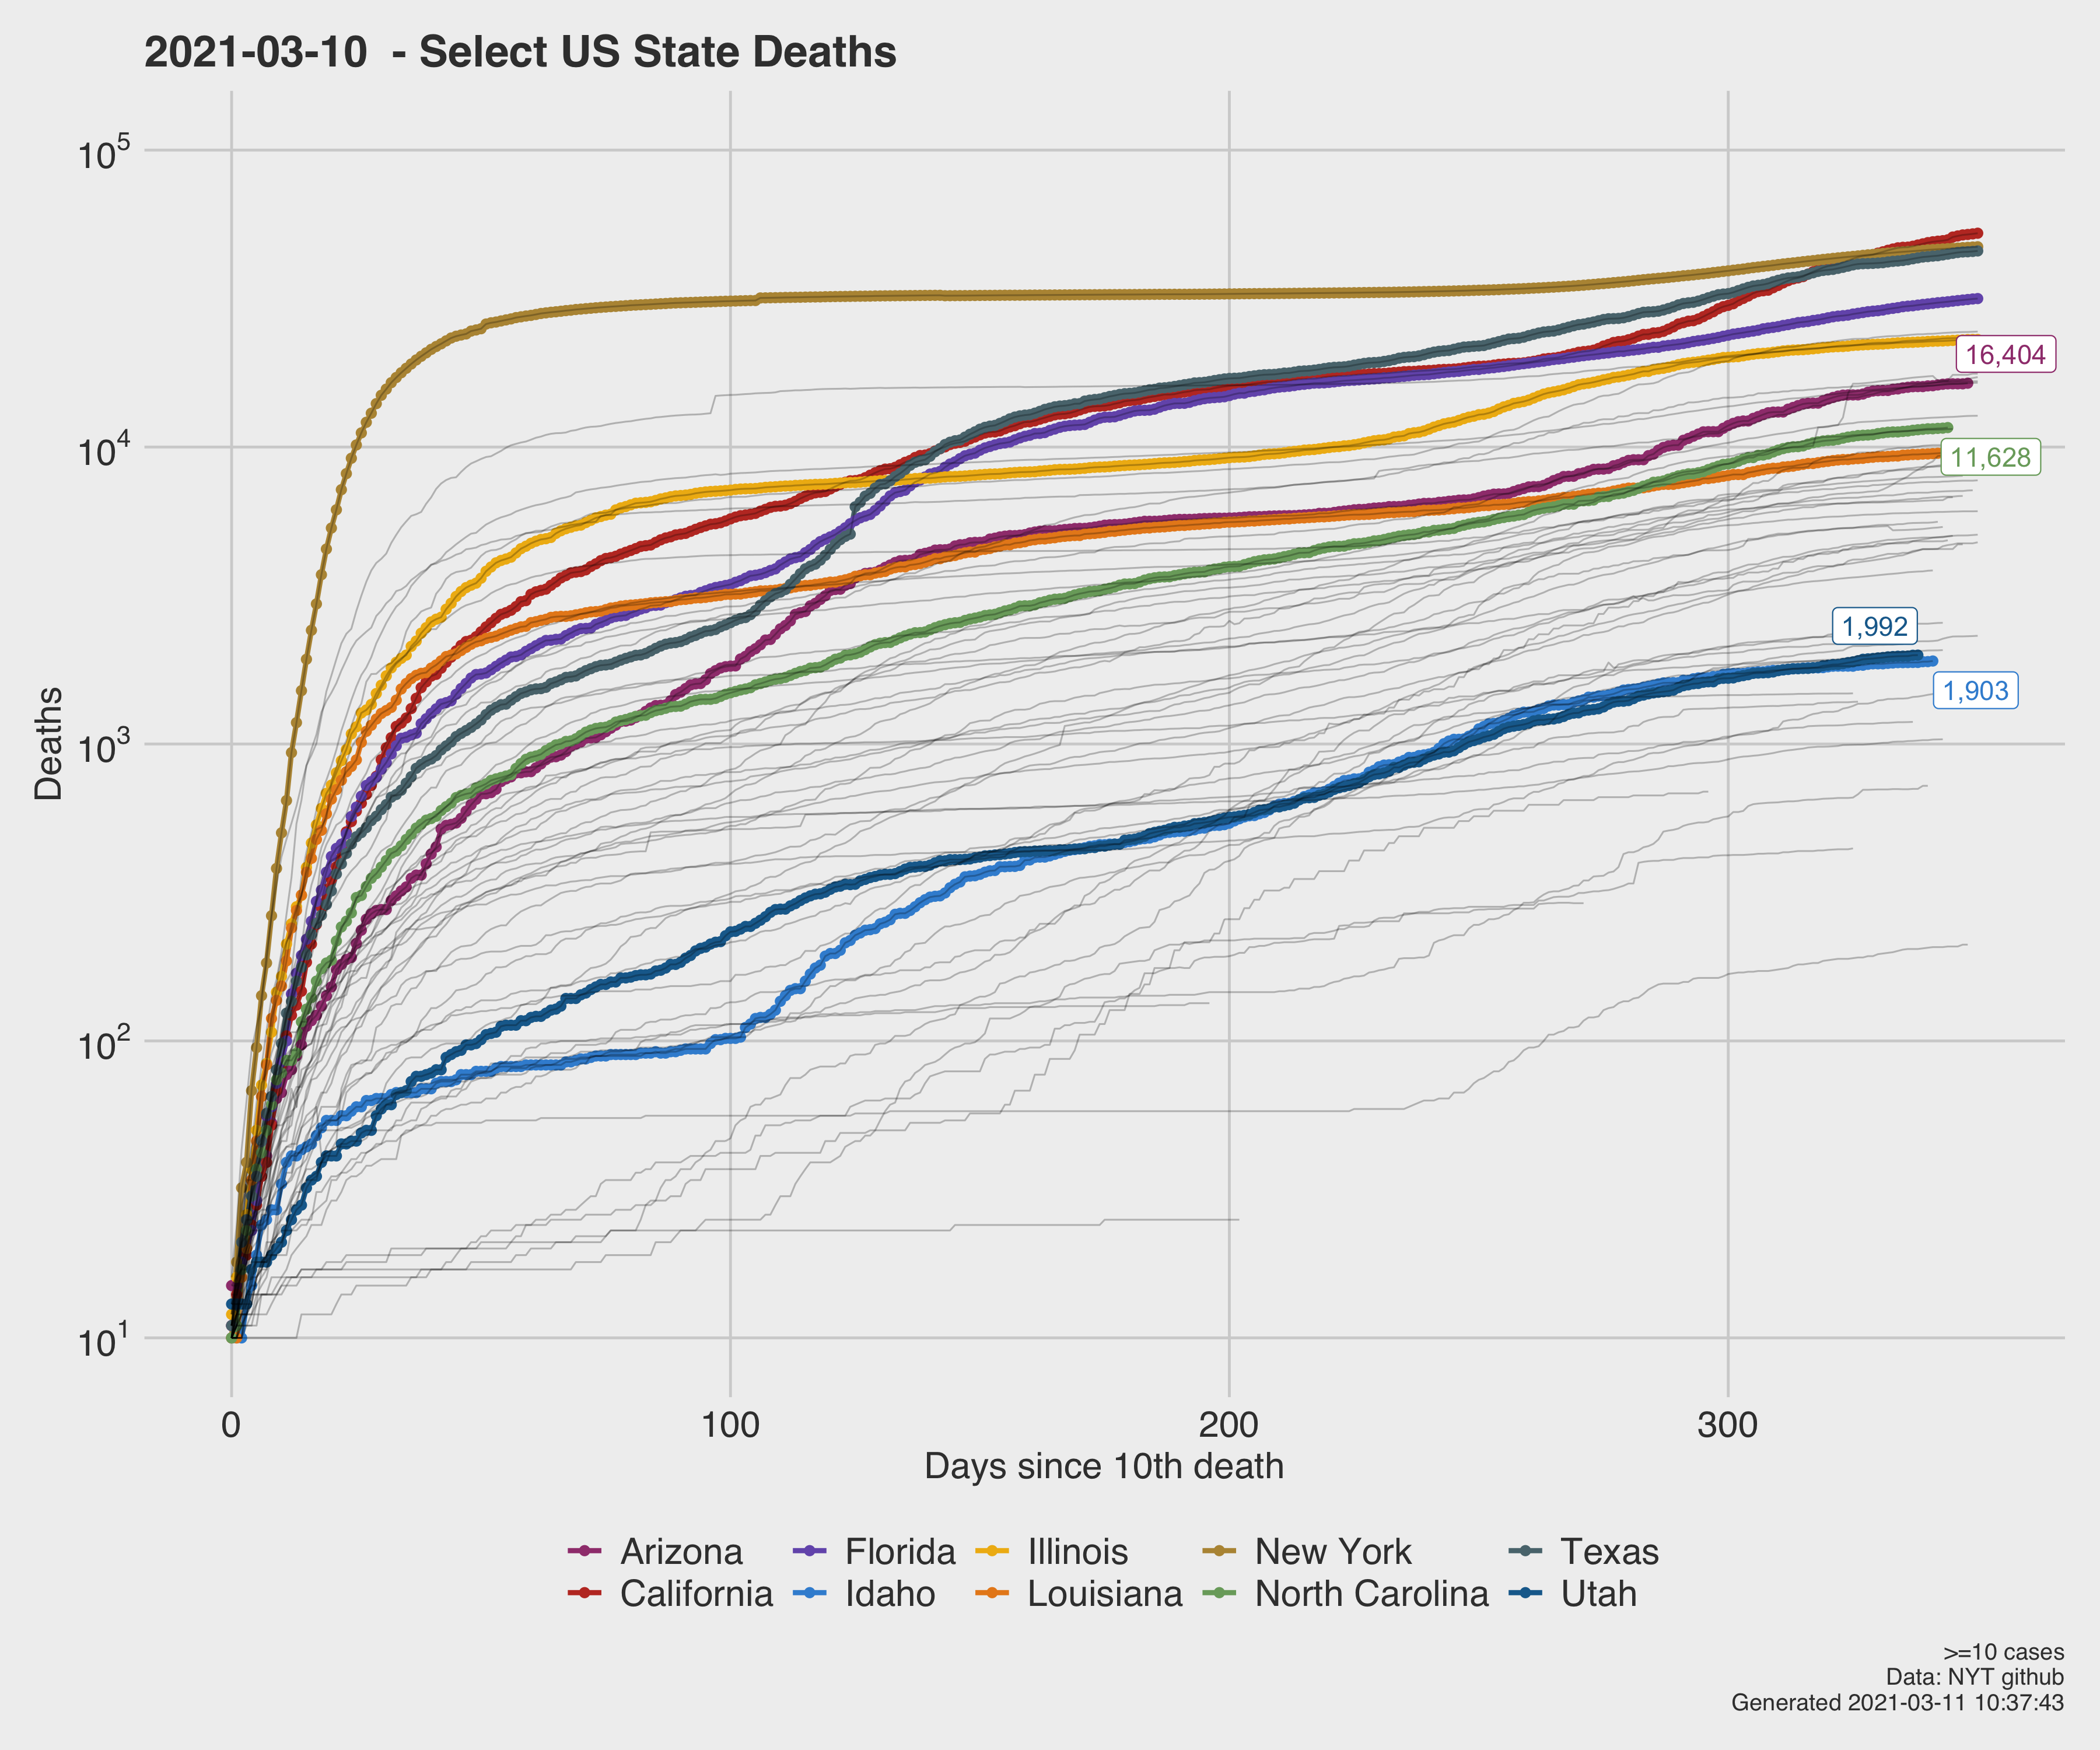 2021-03-10  - Select US State Deaths
10^5
10^4
10^3
10^2
10^1
Deaths
16,404
11,628
1,992
1,903
0 100 200 300
Days since 10th death
Arizona Florida Illinois New York Texas
California Idaho Louisiana North Carolina Utah
>=10 cases
Data: NYT github
Generated 2021-03-11 10:37:43